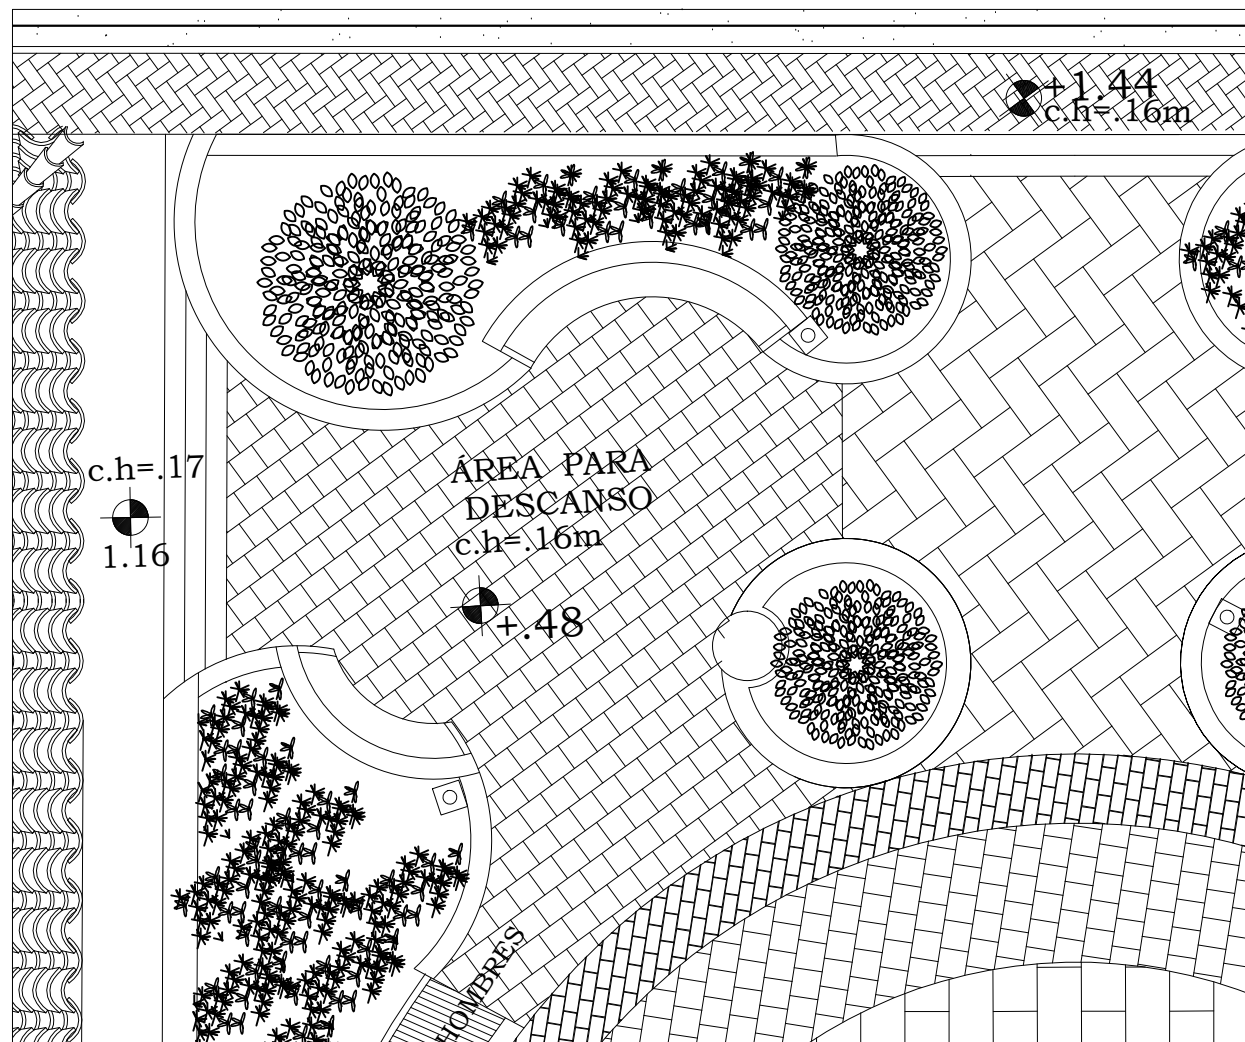 +1.44
c.h=.16m
c.h=.17
1.16
ÁREA PARA
DESCANSO
c.h=.16m
+.48
HOMBRES